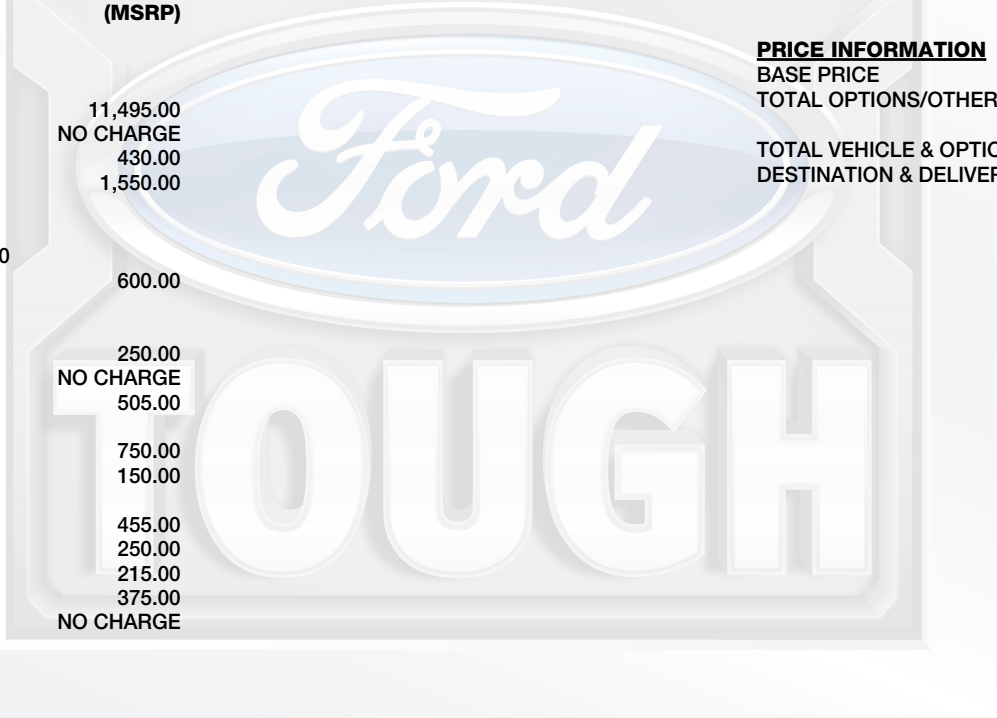 (MSRP)
11,495.00
NO CHARGE
430.00
1,550.00
0
600.00
250.00
NO CHARGE
505.00
750.00
150.00
455.00
250.00
215.00
375.00
NO CHARGE
PRICE INFORMATION
BASE PRICE
TOTAL OPTIONS/OTHER
TOTAL VEHICLE & OPTIO
DESTINATION & DELIVER
Ford
TOUGH